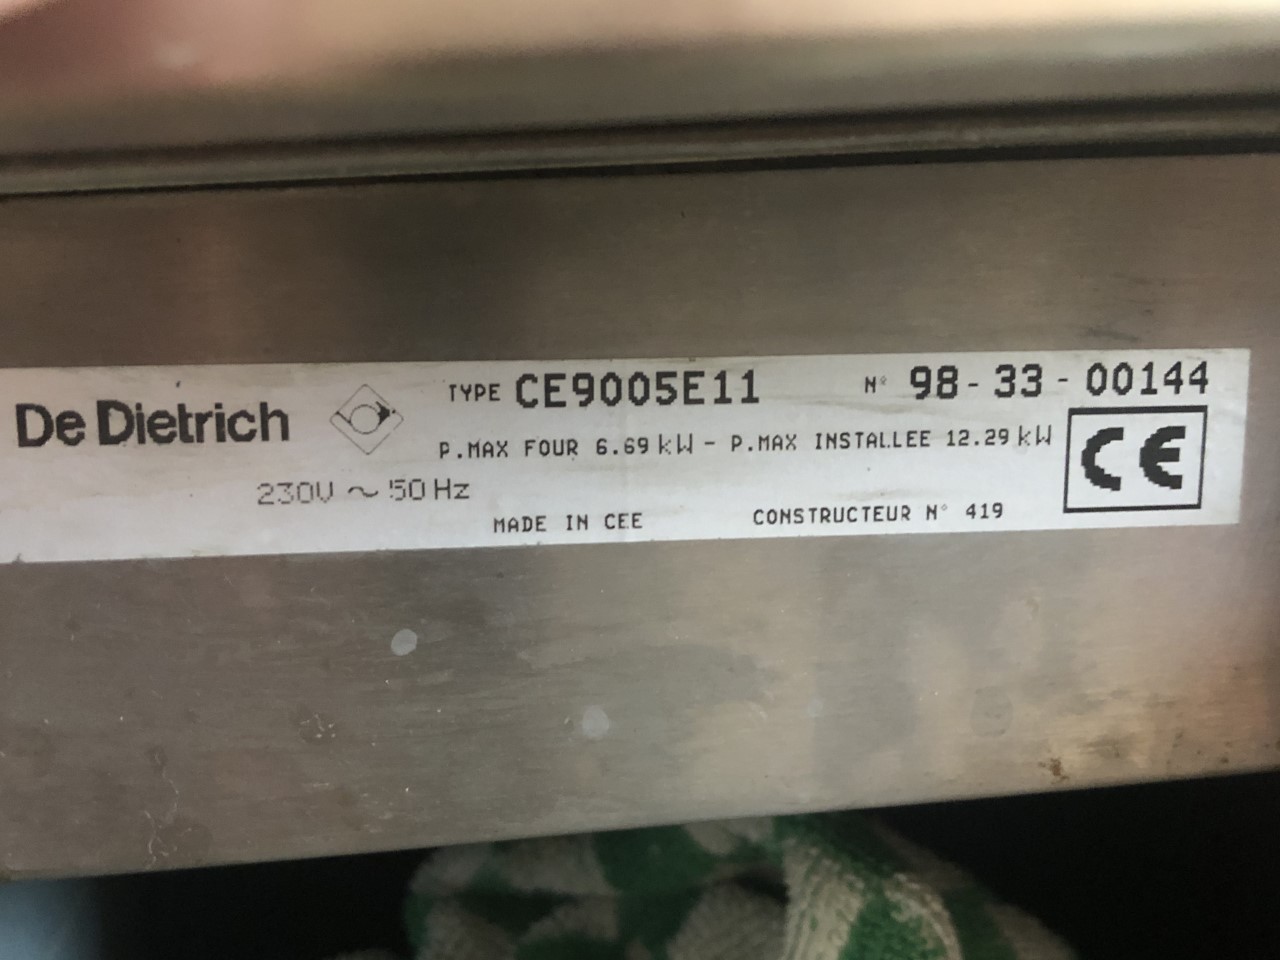 De Dietrich
TYPE CE9005E11 N° 98-33-00144
P.MAX FOUR 6.69 kW - P.MAX INSTALLEE 12.29 kW
CE
230V ~ 50 Hz
MADE IN CEE CONSTRUCTEUR N° 419